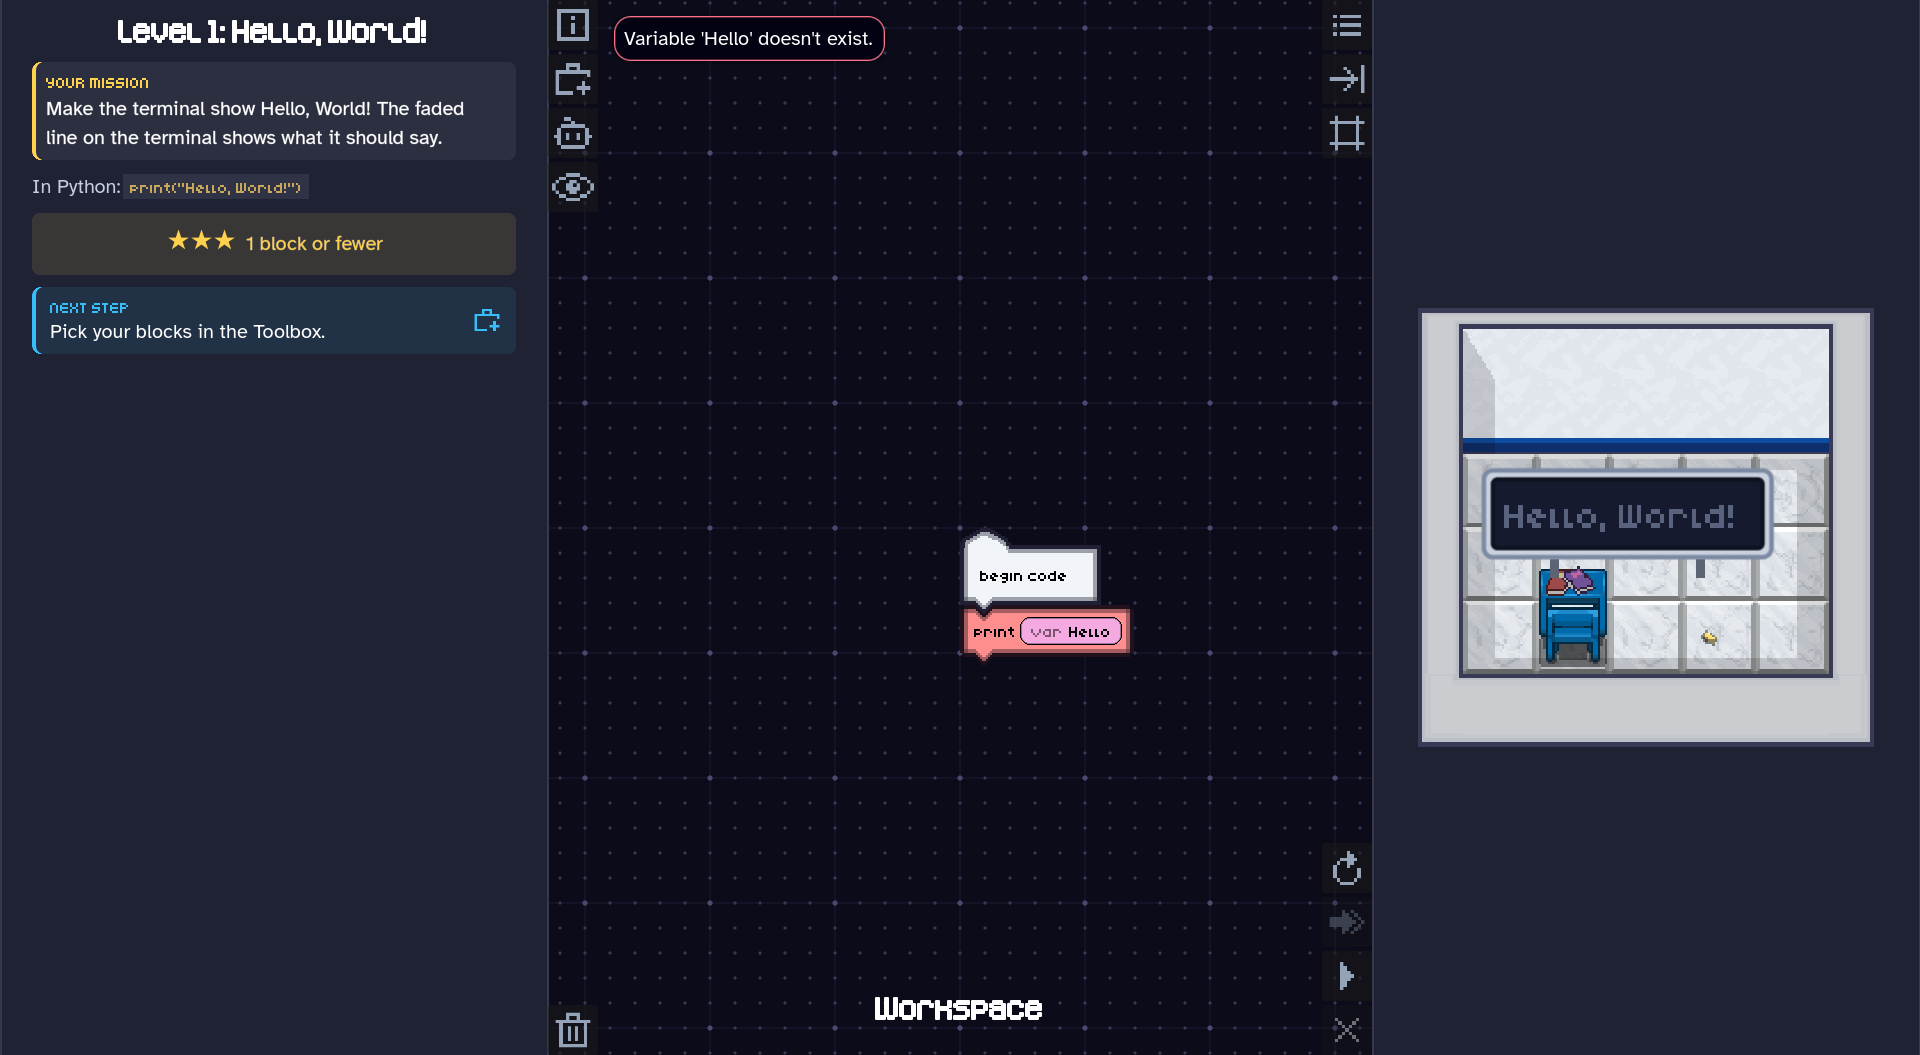 Level 1: Hello, World!
YOUR MISSION
Make the terminal show Hello, World! The faded
line on the terminal shows what it should say.
In Python: print("Hello, World!")
★★★ 1 block or fewer
NEXT STEP
Pick your blocks in the Toolbox.
Variable 'Hello' doesn't exist.
begin code
print var Hello
Workspace
Hello, World!